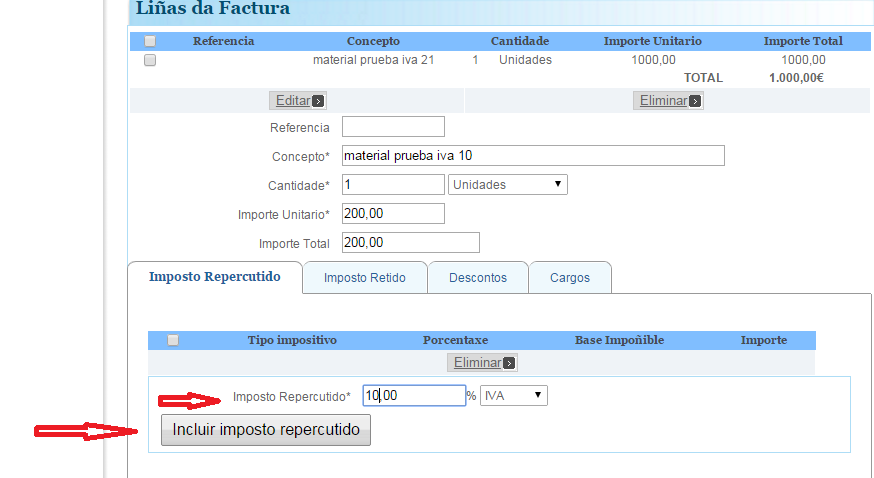 Liñas da Factura
Referencia Concepto Cantidade Importe Unitario Importe Total
material prueba iva 21 1 Unidades 1000,00 1000,00
TOTAL 1.000,00€
Editar Eliminar
Referencia
Concepto* material prueba iva 10
Cantidade* 1 Unidades
Importe Unitario* 200,00
Importe Total 200,00
Imposto Repercutido Imposto Retido Descontos Cargos
Tipo impositivo Porcentaxe Base Impoñible Importe
Eliminar
Imposto Repercutido* 10,00 % IVA
Incluir imposto repercutido